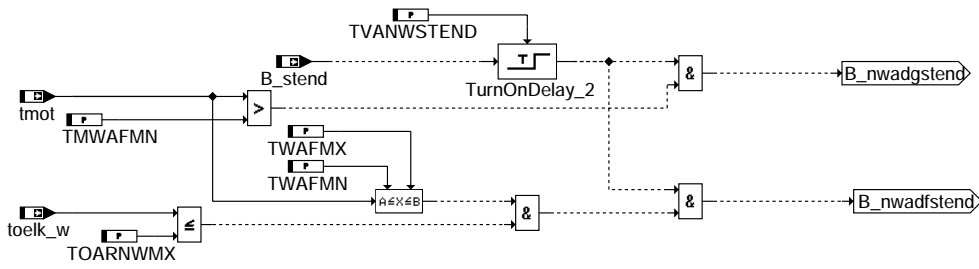 P
TVANWSTEND
B_stend
T
TurnOnDelay_2
&
B_nwadgstend
tmot
>
P
TMWAFMN
P
TWAFMX
P
TWAFMN
A≤X≤B
&
&
B_nwadfstend
toelk_w
≤
P
TOARNWMX